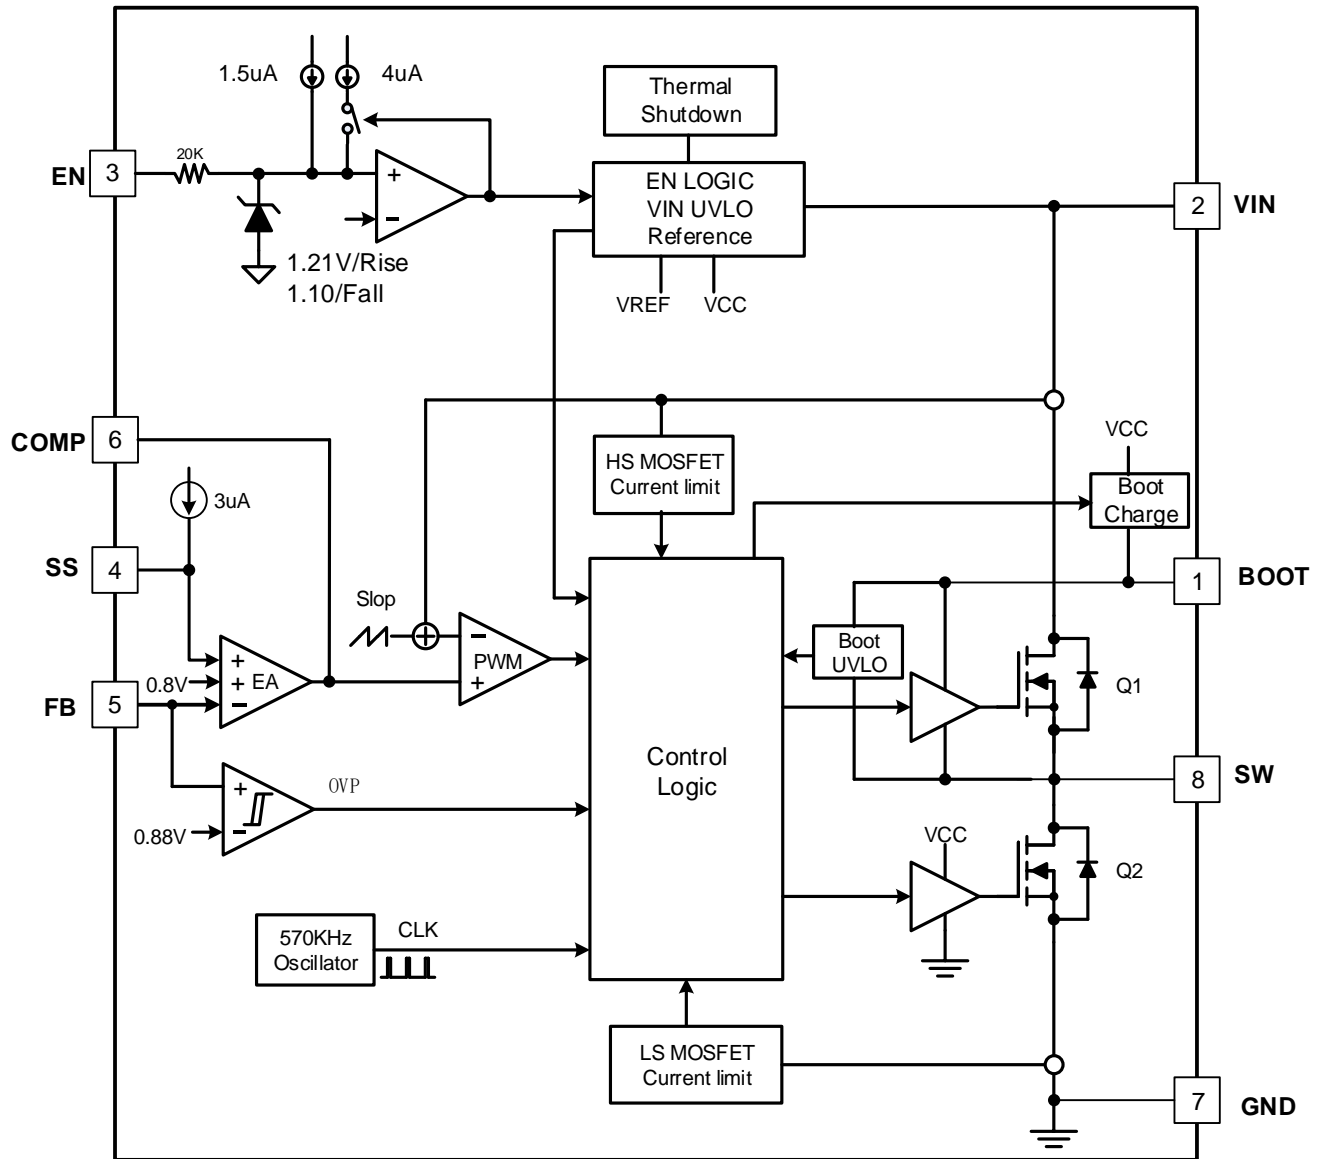 1.5uA
4uA
Thermal
Shutdown
EN
3
20K
+
−
EN LOGIC
VIN UVLO
Reference
2
VIN
1.21V/Rise
1.10/Fall
VREF
VCC
COMP
6
3uA
HS MOSFET
Current limit
VCC
Boot
Charge
SS
4
1
BOOT
Slop
+
−
PWM
+
Boot
UVLO
+
0.8V
+
EA
−
FB
5
Q1
Control
Logic
8
SW
+
OVP
0.88V
−
VCC
Q2
570KHz
Oscillator
CLK
LS MOSFET
Current limit
7
GND